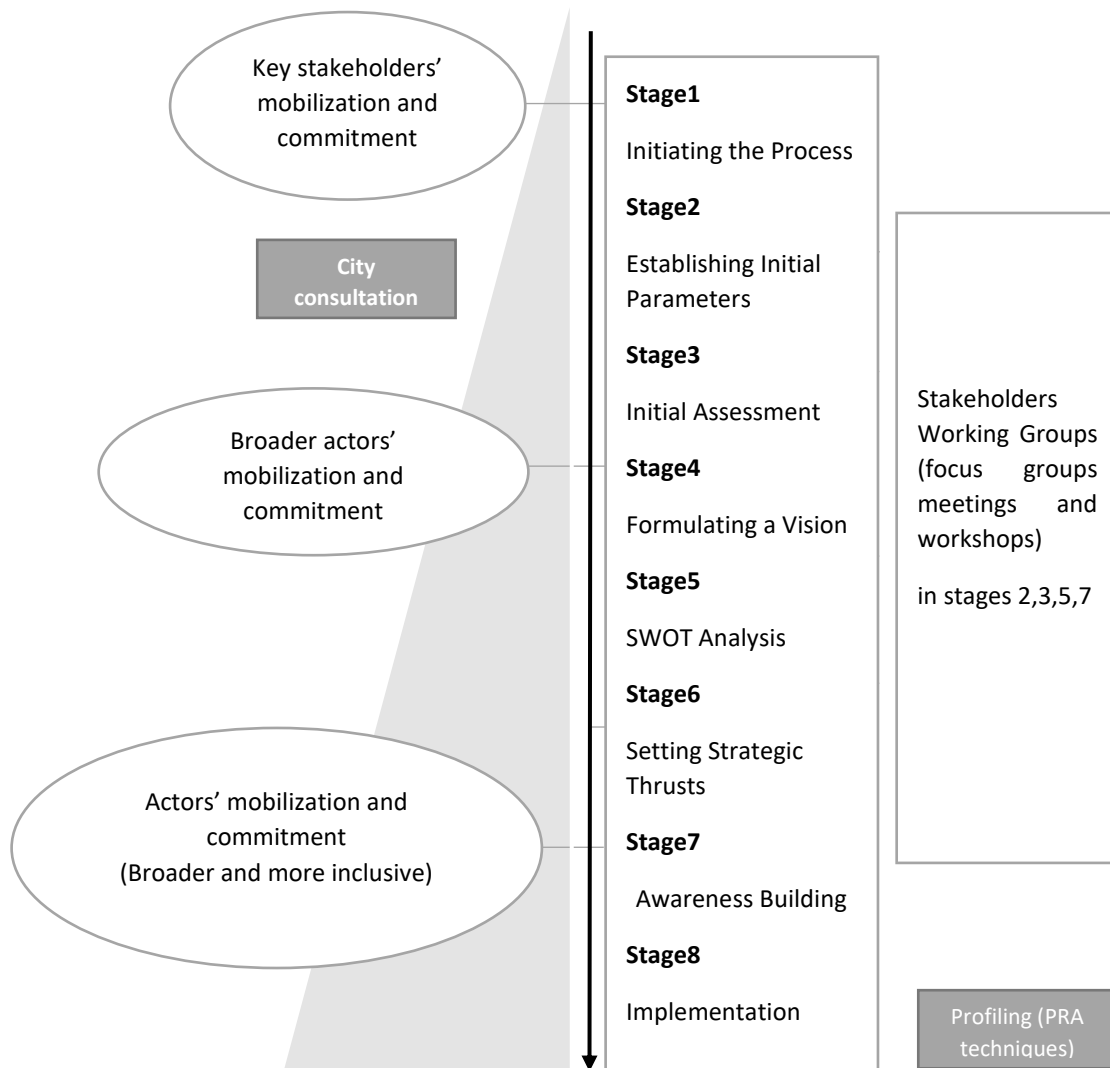 Key stakeholders’
mobilization and
commitment
City
consultation
Broader actors’
mobilization and
commitment
Actors’ mobilization and
commitment
(Broader and more inclusive)
Stage1
Initiating the Process
Stage2
Establishing Initial
Parameters
Stage3
Initial Assessment
Stage4
Formulating a Vision
Stage5
SWOT Analysis
Stage6
Setting Strategic
Thrusts
Stage7
Awareness Building
Stage8
Implementation
Stakeholders
Working Groups
(focus groups
meetings and
workshops)
in stages 2,3,5,7
Profiling (PRA
techniques)